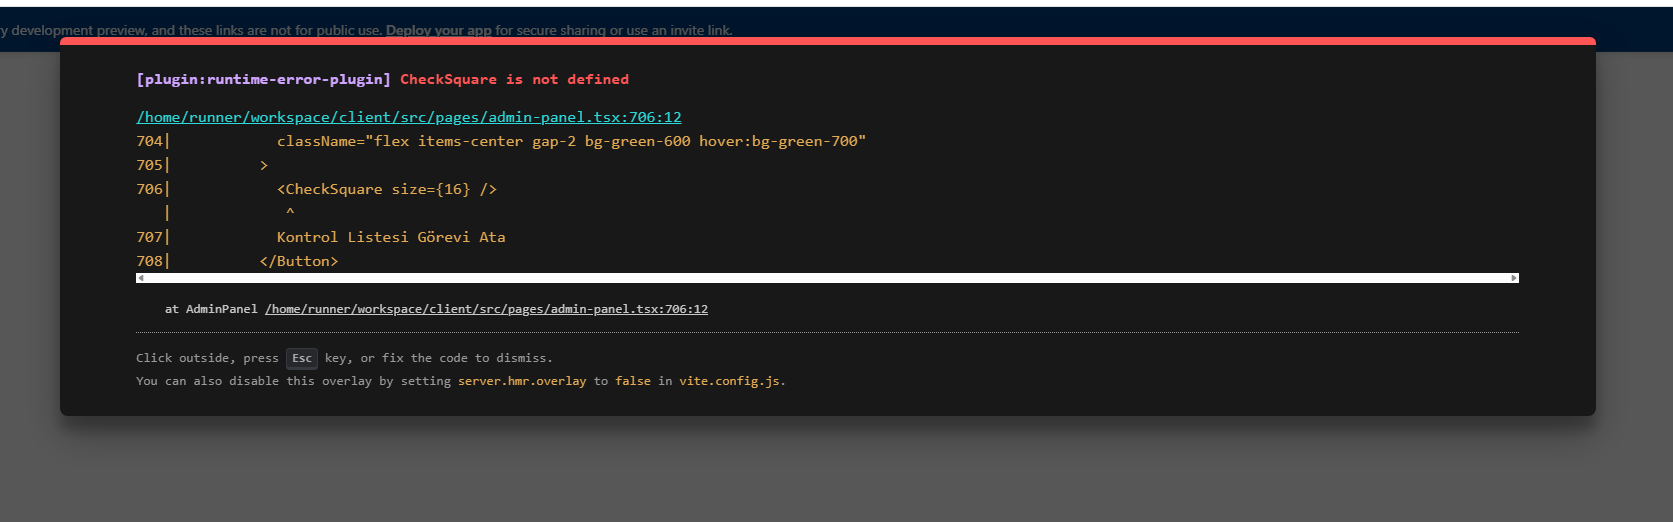 y development preview, and these links are not for public use. Deploy your app for secure sharing or use an invite link.
[plugin:runtime-error-plugin] CheckSquare is not defined
/home/runner/workspace/client/src/pages/admin-panel.tsx:706:12
704|            className="flex items-center gap-2 bg-green-600 hover:bg-green-700"
705|          >
706|            <CheckSquare size={16} />
   |             ^
707|            Kontrol Listesi Görevi Ata
708|          </Button>
at AdminPanel /home/runner/workspace/client/src/pages/admin-panel.tsx:706:12
Click outside, press Esc key, or fix the code to dismiss.
You can also disable this overlay by setting server.hmr.overlay to false in vite.config.js.